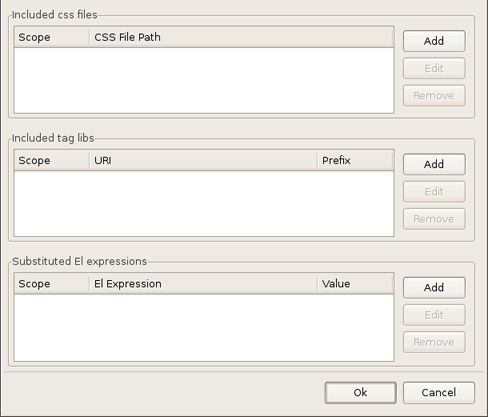 Included css files
Scope CSS File Path
Add
Edit
Remove
Included tag libs
Scope URI Prefix
Add
Edit
Remove
Substituted El expressions
Scope El Expression Value
Add
Edit
Remove
Ok Cancel